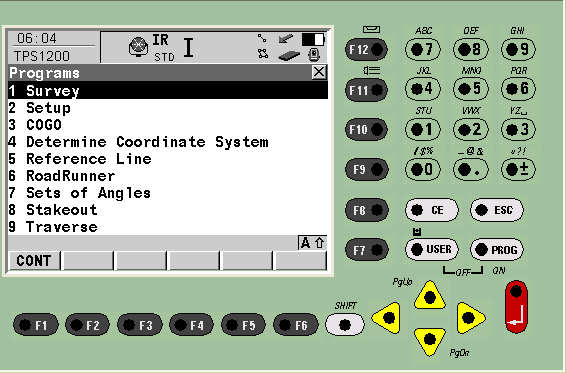 06:04
TPS1200
IR
STD
I
Programs
1 Survey
2 Setup
3 COGO
4 Determine Coordinate System
5 Reference Line
6 RoadRunner
7 Sets of Angles
8 Stakeout
9 Traverse
A
CONT
F12
ABC
7
DEF
8
GHI
9
F11
JKL
4
MNO
5
PQR
6
F10
STU
1
VWX
2
YZ
3
F9
/$%
0
_@&
.
*?!
±
F8
CE
ESC
F7
USER
PROG
OFF
ON
PgUp
SHIFT
F1
F2
F3
F4
F5
F6
PgDn